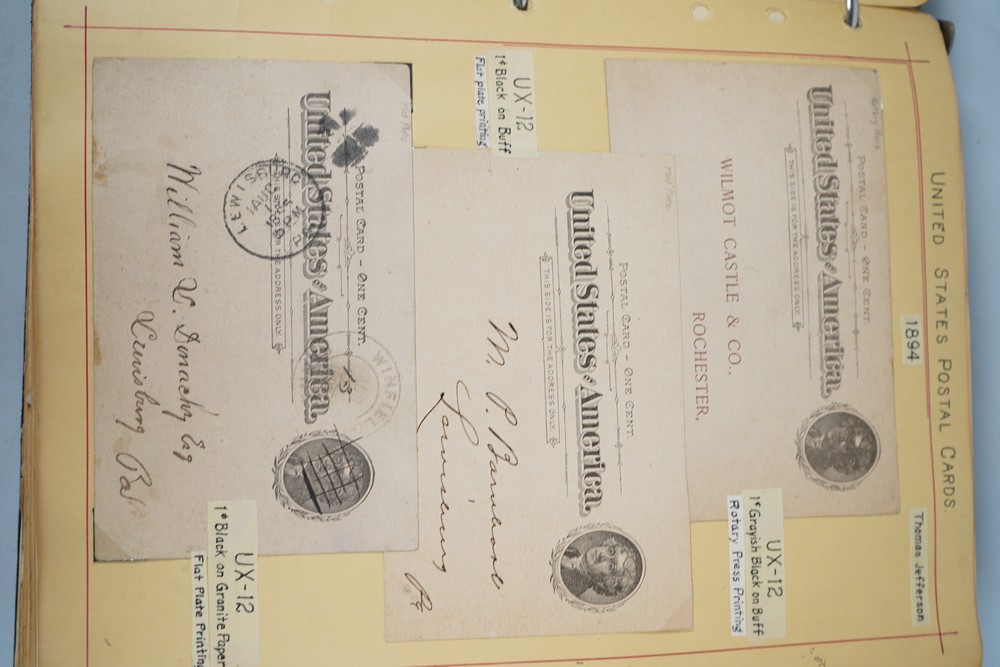 UNITED STATES POSTAL CARDS.
1894
Thomas Jefferson
POSTAL CARD – ONE CENT.
United States of America.
THIS SIDE IS FOR THE ADDRESS ONLY.
WILMOT CASTLE & CO.,
ROCHESTER,
UX-12
1¢ Grayish Black on Buff
Rotary Press Printing
UX-12
1¢ Black on Buff
Flat plate printing
POSTAL CARD – ONE CENT.
United States of America.
THIS SIDE IS FOR THE ADDRESS ONLY.
M. P.
Pa
POSTAL CARD – ONE CENT.
United States of America.
THIS SIDE IS FOR THE ADDRESS ONLY.
WINFIELD
William C. Donachy Esq
Lewisburg
Pa
UX-12
1¢ Black on Granite Paper
Flat Plate Printing